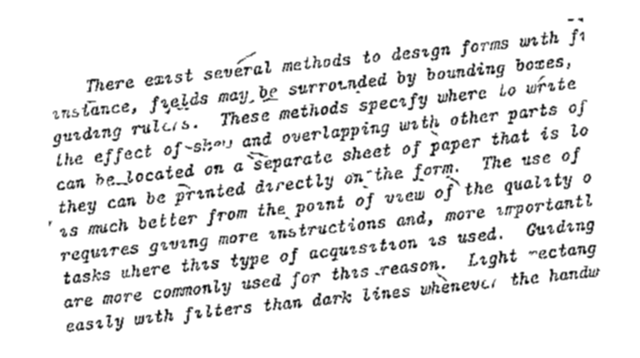 There exist several methods to design forms with fi
instance, fields may be surrounded by bounding boxes,
guiding rulers. These methods specify where to write
the effect of skew and overlapping with other parts of
can be located on a separate sheet of paper that is lo
they can be printed directly on the form. The use of
is much better from the point of view of the quality o
requires giving more instructions and, more importantl
tasks where this type of acquisition is used. Guiding
are more commonly used for this reason. Light rectang
easily with filters than dark lines whenever the handw